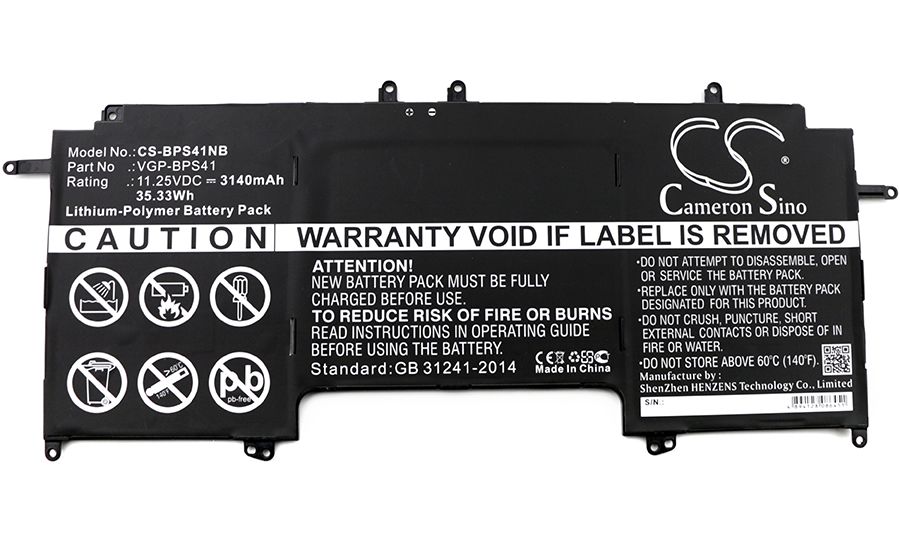 Model No.:CS-BPS41NB
Part No :VGP-BPS41
Rating :11.25VDC ⎓ 3140mAh
35.33Wh
Lithium-Polymer Battery Pack
CS
Cameron Sino
CAUTION
WARRANTY VOID IF LABEL IS REMOVED
ATTENTION!
NEW BATTERY PACK MUST BE FULLY
CHARGED BEFORE USE.
TO REDUCE RISK OF FIRE OR BURNS
READ INSTRUCTIONS IN OPERATING GUIDE
BEFORE USING THE BATTERY.
Standard:GB 31241-2014
CE
Made In China
•DO NOT ATTEMPT TO DISASSEMBLE, OPEN
OR SERVICE THE BATTERY PACK.
•REPLACE ONLY WITH THE BATTERY PACK
DESIGNATED FOR THIS PRODUCT.
•DO NOT CRUSH, PUNCTURE, SHORT
EXTERNAL CONTACTS OR DISPOSE OF IN
FIRE OR WATER.
•DO NOT STORE ABOVE 60°C (140°F).
Manufactured by
ShenZhen HENZENS Technology Co., Limited
S/N:
>60°C
140°F
pb
pb-free